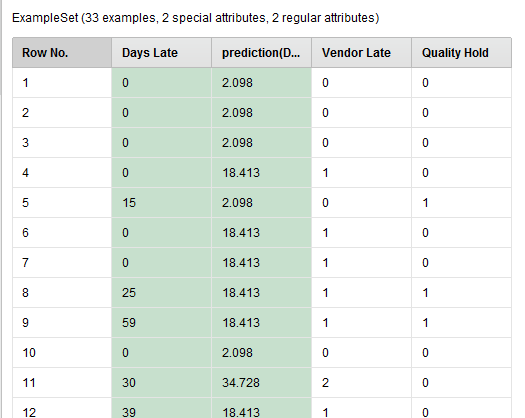 ExampleSet (33 examples, 2 special attributes, 2 regular attributes)
Row No. Days Late prediction(D... Vendor Late Quality Hold
1 0 2.098 0 0
2 0 2.098 0 0
3 0 2.098 0 0
4 0 18.413 1 0
5 15 2.098 0 1
6 0 18.413 1 0
7 0 18.413 1 0
8 25 18.413 1 1
9 59 18.413 1 1
10 0 2.098 0 0
11 30 34.728 2 0
12 39 18.413 1 0